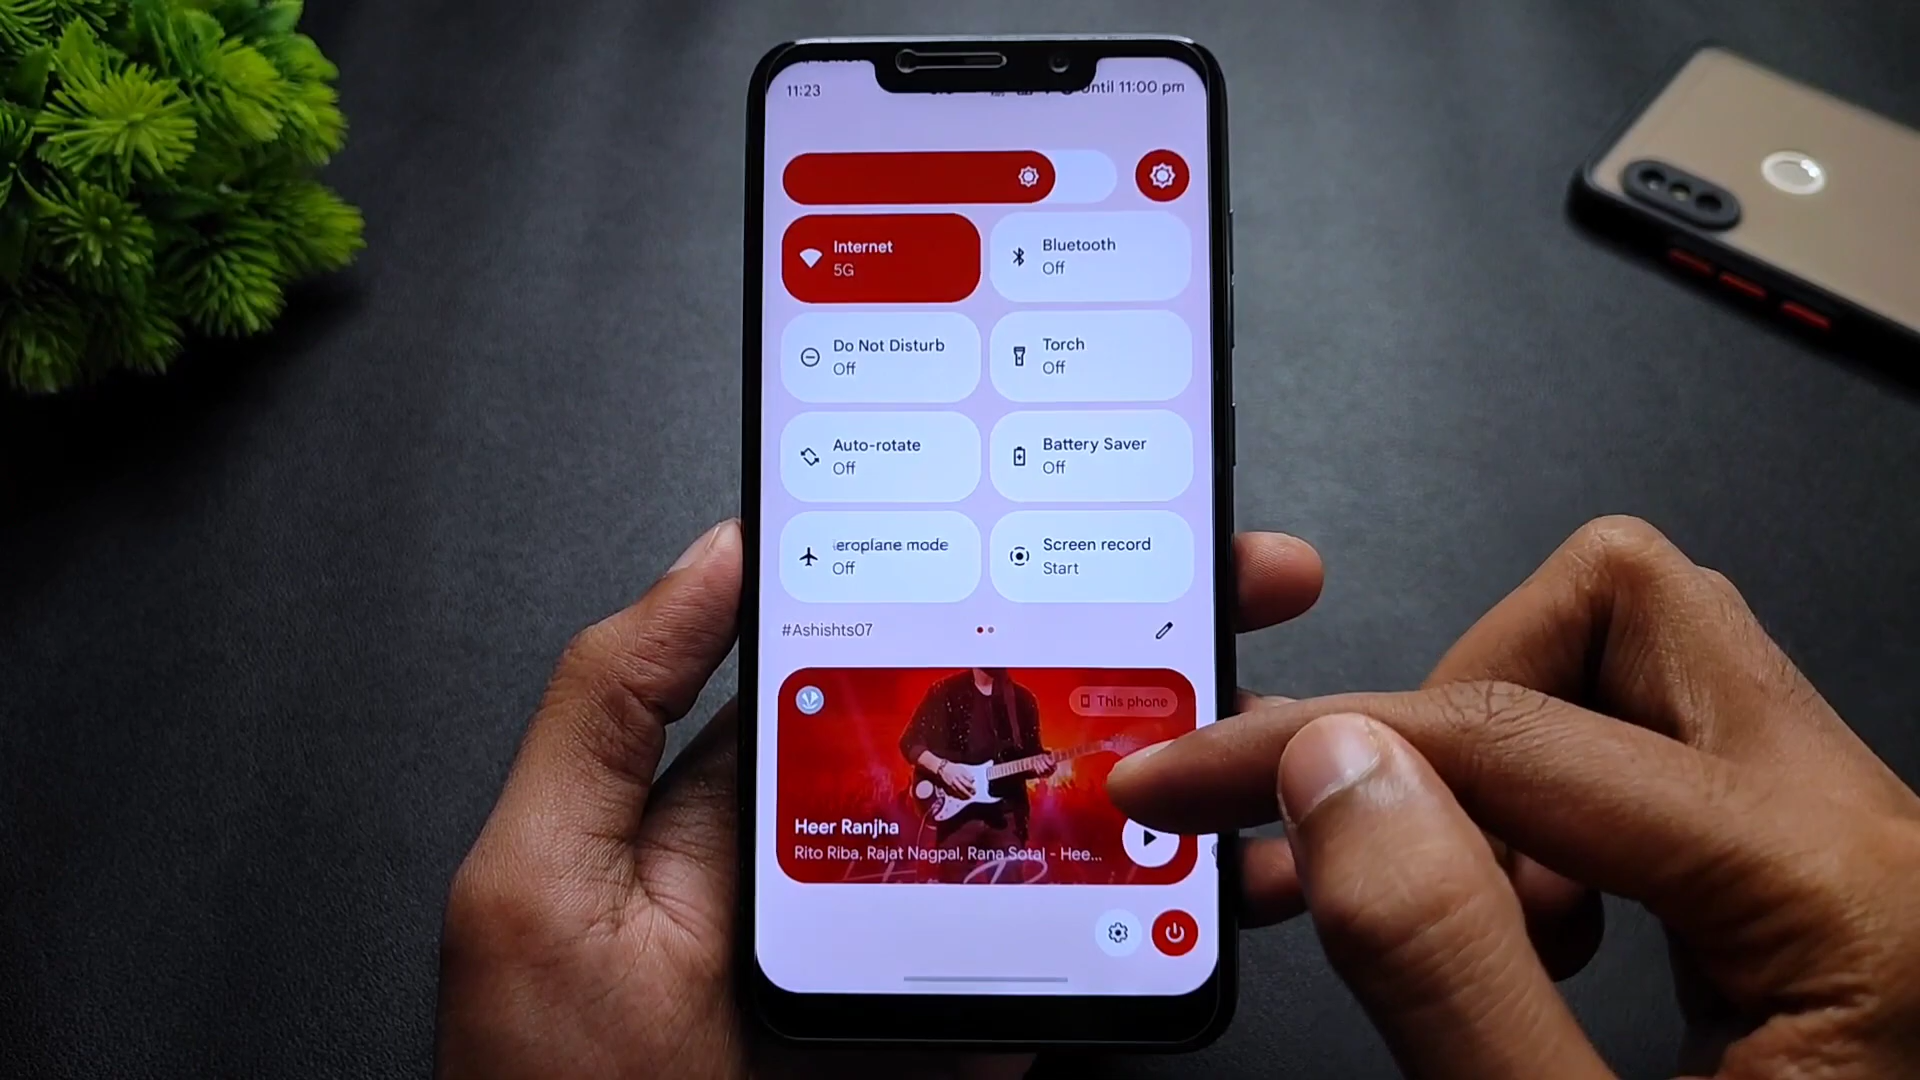 11:23
until 11:00 pm
Internet
5G
Bluetooth
Off
Do Not Disturb
Off
Torch
Off
Auto-rotate
Off
Battery Saver
Off
eroplane mode
Off
Screen record
Start
#Ashishts07
This phone
Heer Ranjha
Rito Riba, Rajat Nagpal, Rana Sotal - Hee...